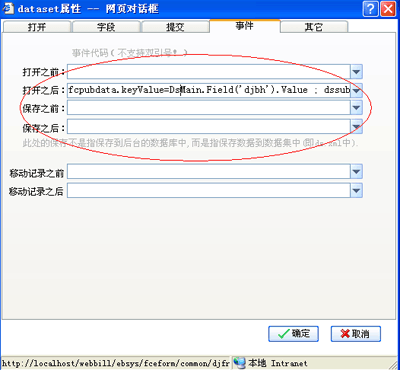 dataset属性 -- 网页对话框
打开 字段 提交 事件 其它
事件代码(不支持双引号!)
打开之前:
打开之后: fcpubdata.keyValue=DsMain.Field('djbh').Value ; dssub
保存之前:
保存之后:
此处的保存不是指保存到后台的数据库中,而是指保存数据到数据集中(即ds.xml中).
移动记录之前
移动记录之后
确定 取消
http://localhost/webbill/ebsys/fceform/common/djfr 本地 Intranet